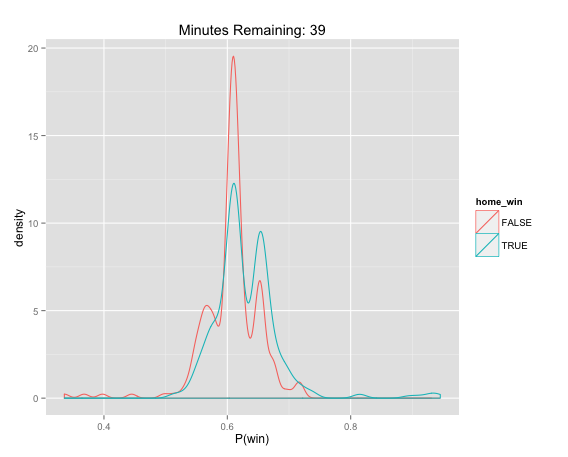 Minutes Remaining: 39
density
20
15
10
5
0
0.4
0.6
0.8
P(win)
home_win
FALSE
TRUE